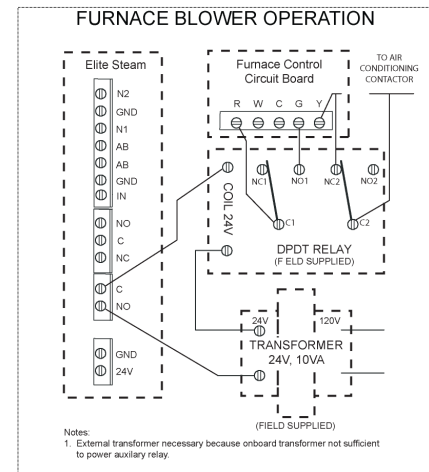 FURNACE BLOWER OPERATION
Elite Steam
N2
GND
N1
AB
AB
GND
IN
NO
C
NC
C
NO
GND
24V
Furnace Control
Circuit Board
R W C G Y
TO AIR
CONDITIONING
CONTACTOR
COIL 24V
NC1
NO1
NC2
NO2
C1
C2
DPDT RELAY
(F ELD SUPPLIED)
24V
120V
TRANSFORMER
24V, 10VA
(FIELD SUPPLIED)
Notes:
1. External transformer necessary because onboard transformer not sufficient
to power auxilary relay.